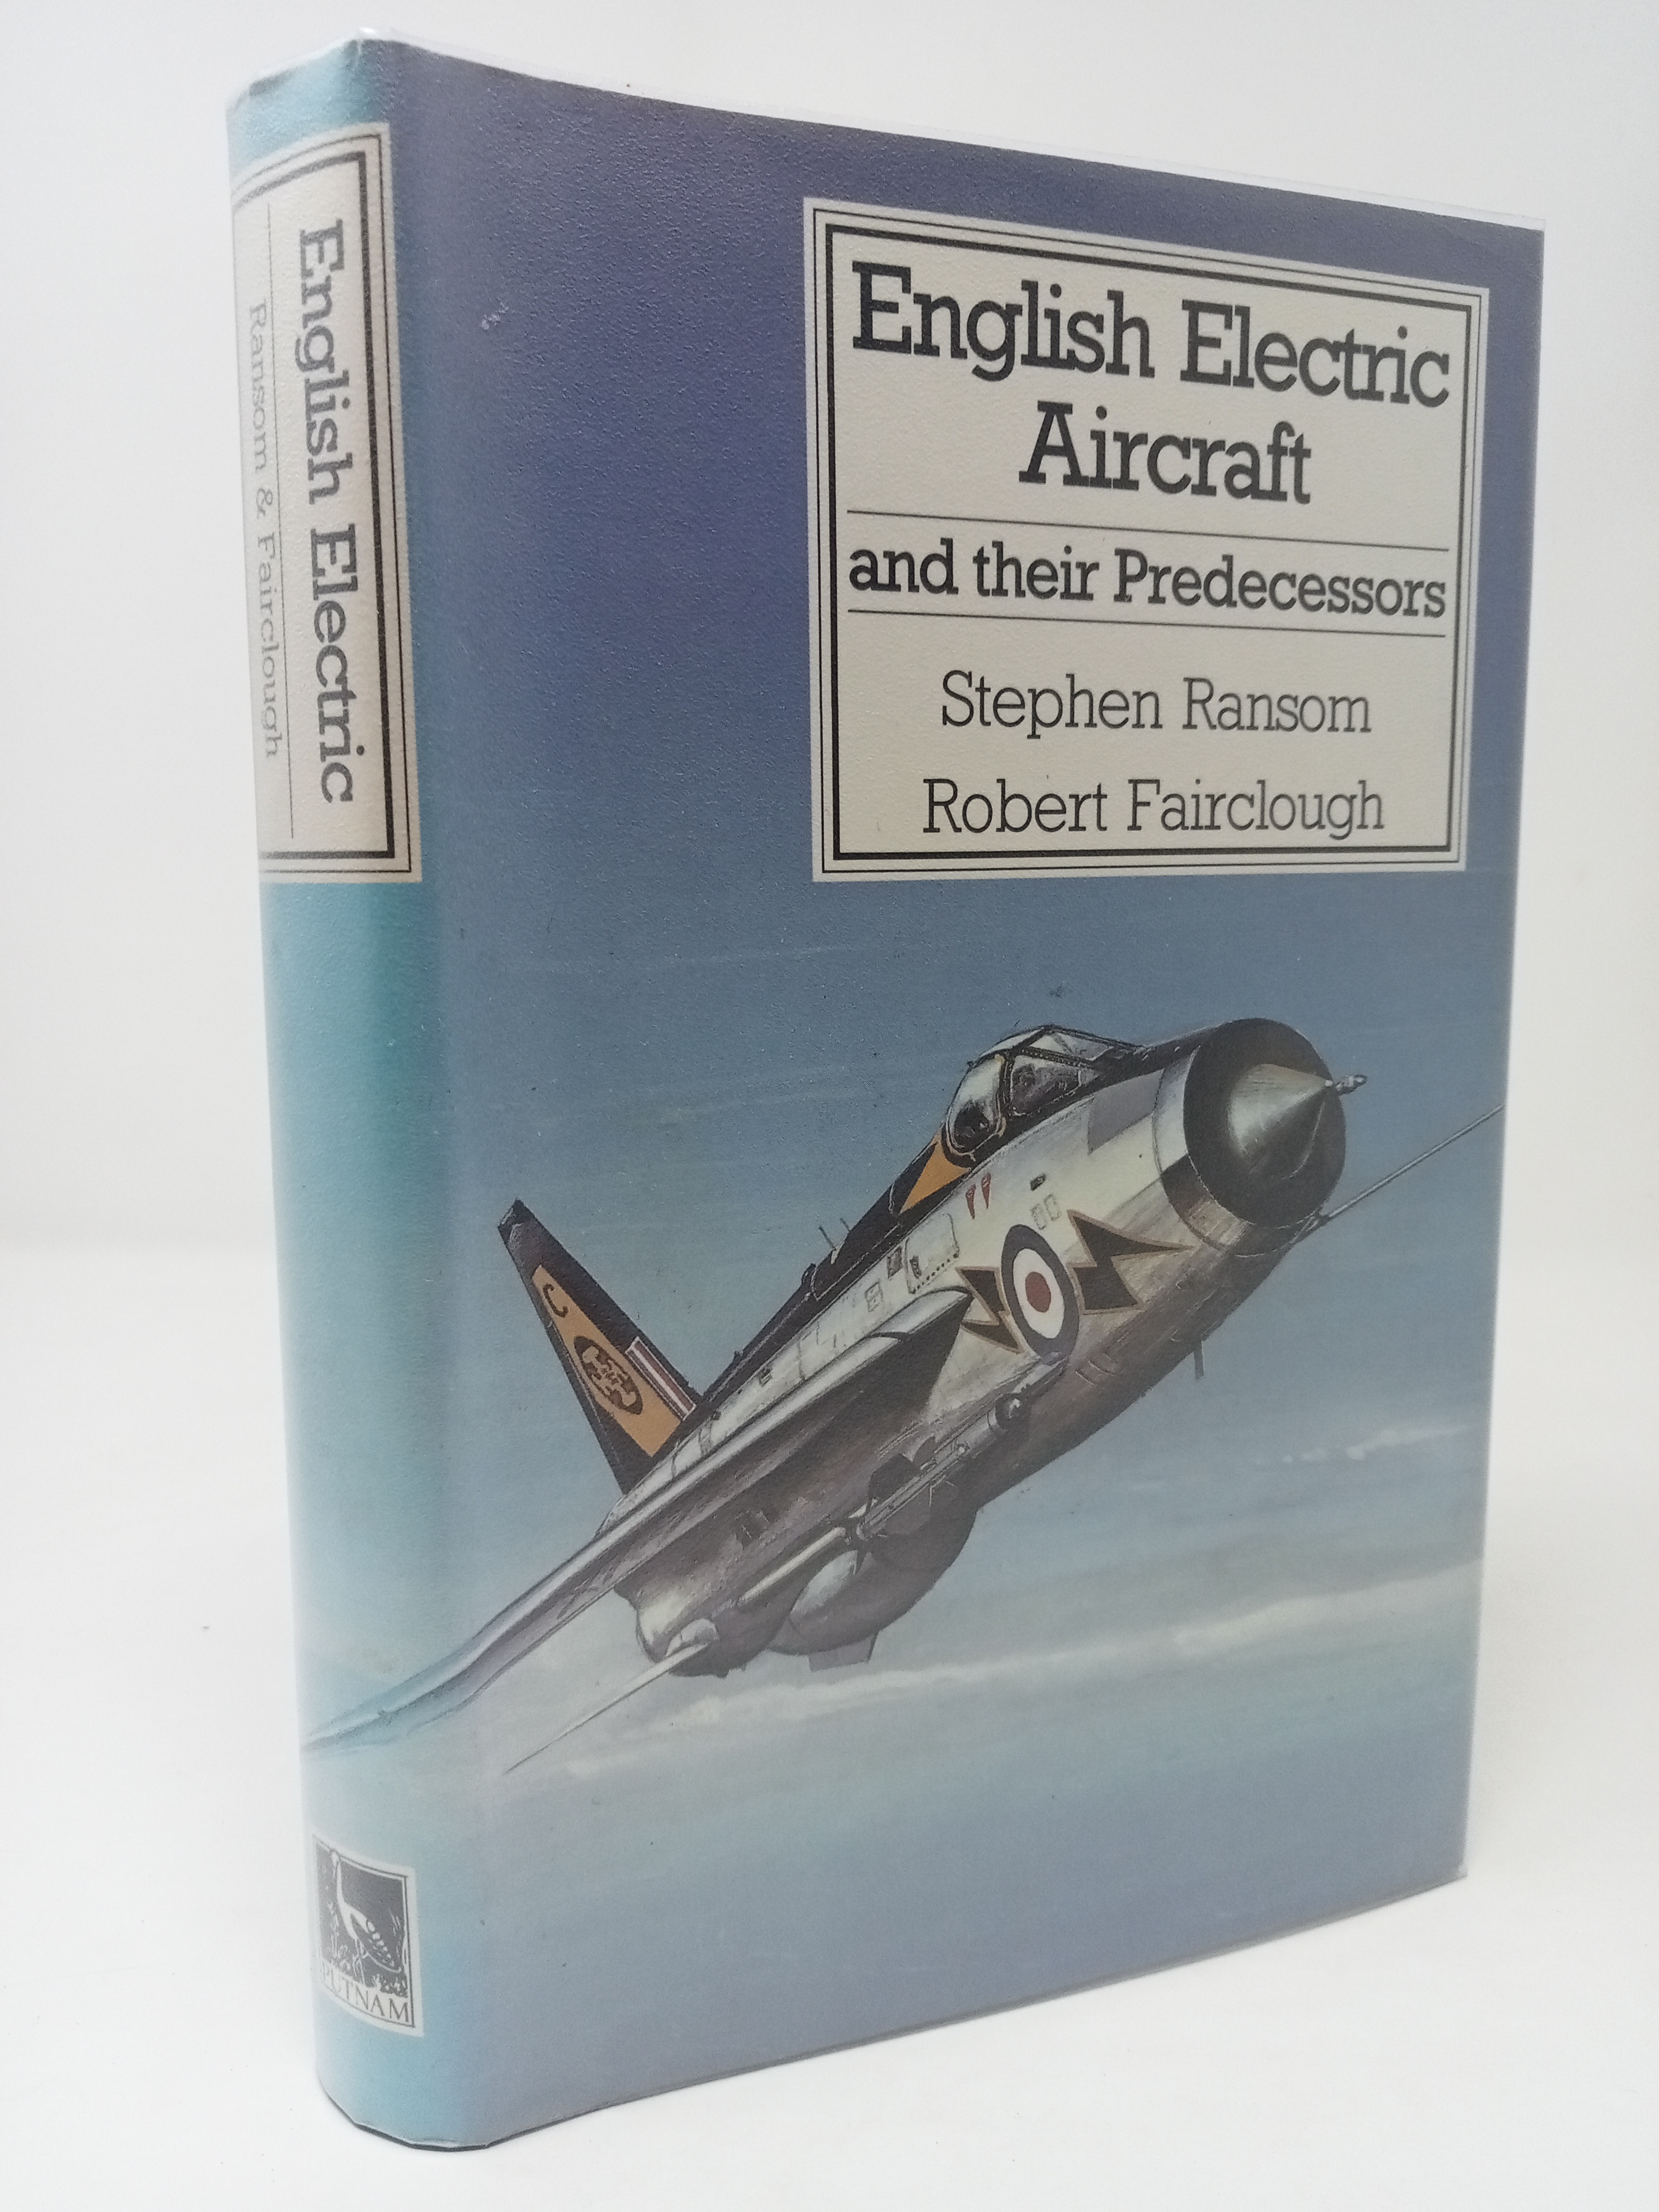 English Electric
Ransom & Fairclough
PUTNAM
English Electric
Aircraft
and their Predecessors
Stephen Ransom
Robert Fairclough